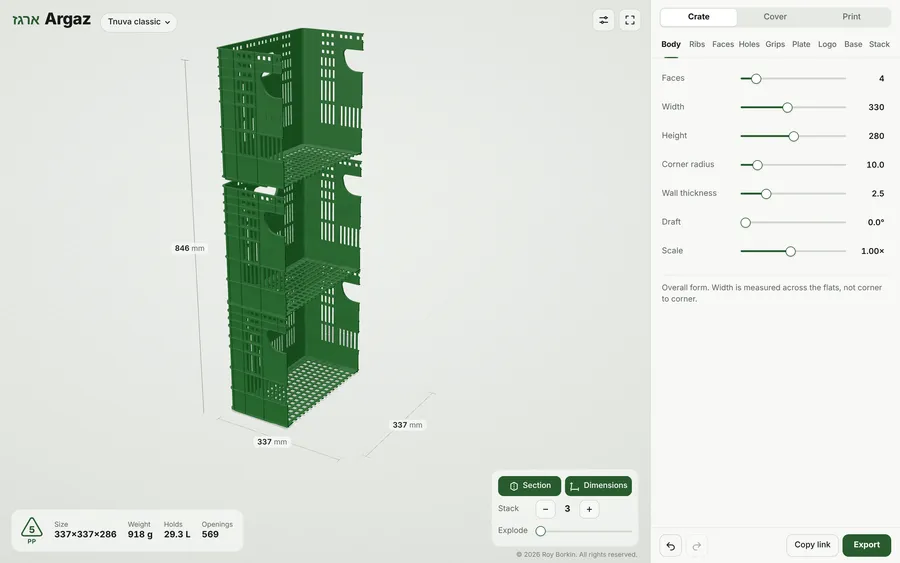 ארגז Argaz
Tnuva classic
Crate Cover Print
Body Ribs Faces Holes Grips Plate Logo Base Stack
Faces 4
Width 330
Height 280
Corner radius 10.0
Wall thickness 2.5
Draft 0.0°
Scale 1.00×
Overall form. Width is measured across the flats, not corner
to corner.
846 mm
337 mm
337 mm
Section Dimensions
Stack − 3 +
Explode
5
PP
Size Weight Holds Openings
337×337×286 918 g 29.3 L 569
© 2026 Roy Borkin. All rights reserved.
Copy link Export